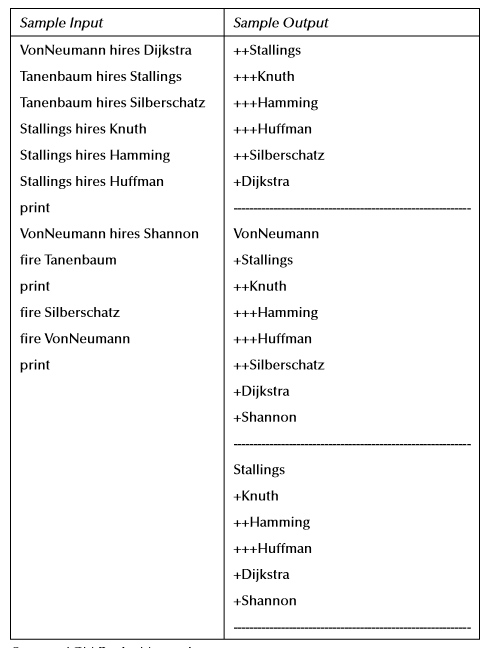 Sample Input Sample Output
VonNeumann hires Dijkstra ++Stallings
Tanenbaum hires Stallings +++Knuth
Tanenbaum hires Silberschatz +++Hamming
Stallings hires Knuth +++Huffman
Stallings hires Hamming ++Silberschatz
Stallings hires Huffman +Dijkstra
print ------------------------------------------------------------
VonNeumann hires Shannon VonNeumann
fire Tanenbaum +Stallings
print ++Knuth
fire Silberschatz +++Hamming
fire VonNeumann +++Huffman
print ++Silberschatz
+Dijkstra
+Shannon
------------------------------------------------------------
Stallings
+Knuth
++Hamming
+++Huffman
+Dijkstra
+Shannon
------------------------------------------------------------